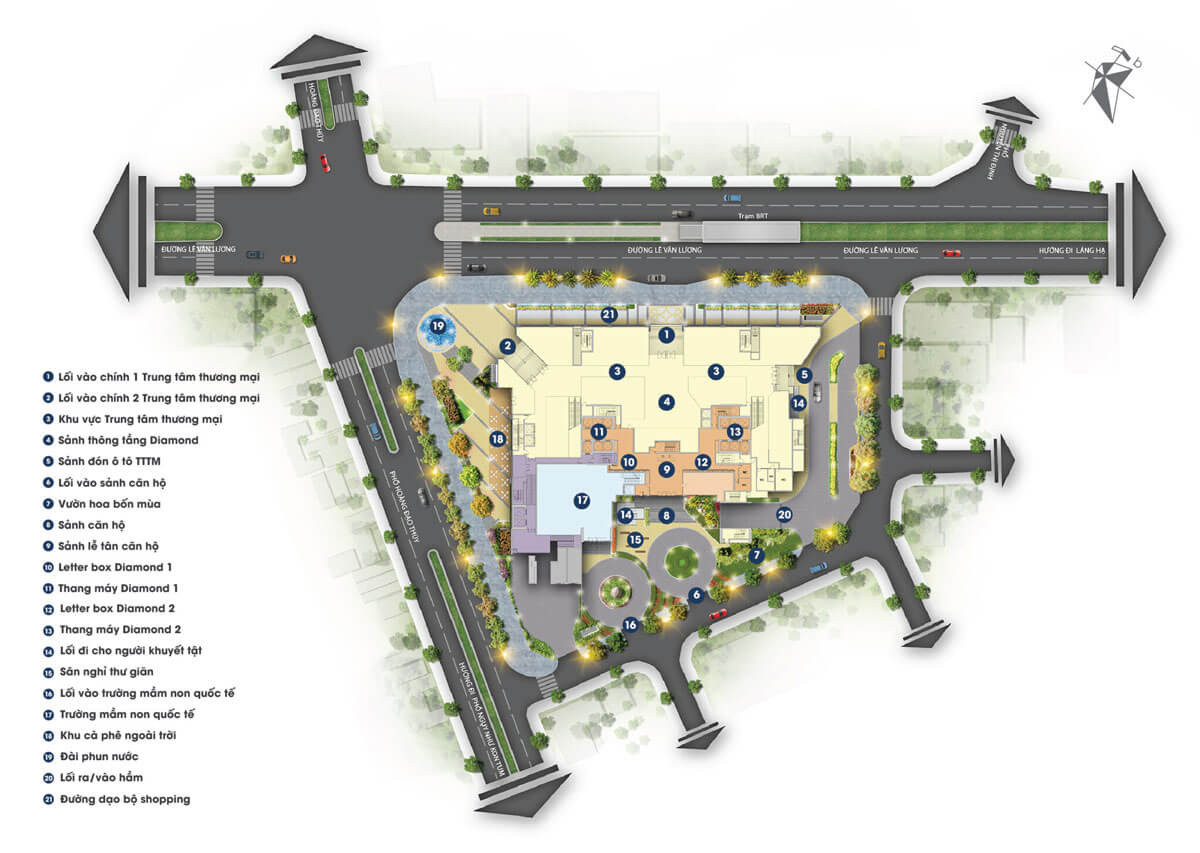 HOÀNG ĐẠO THÚY
PHỐ
NGUYỄN THỊ ĐỊNH
Trạm BRT
ĐƯỜNG LÊ VĂN LƯƠNG
ĐƯỜNG LÊ VĂN LƯƠNG
ĐƯỜNG LÊ VĂN LƯƠNG
HƯỚNG ĐI LÁNG HẠ
21
19
1
2
3
3
5
4
14
11
13
18
10
9
12
17
14
8
20
15
7
6
16
PHỐ HOÀNG ĐẠO THÚY
HƯỚNG ĐI PHỐ NGỤY NHƯ KON TUM
1 Lối vào chính 1 Trung tâm thương mại
2 Lối vào chính 2 Trung tâm thương mại
3 Khu vực Trung tâm thương mại
4 Sảnh thông tầng Diamond
5 Sảnh đón ô tô TTTM
6 Lối vào sảnh căn hộ
7 Vườn hoa bốn mùa
8 Sảnh căn hộ
9 Sảnh lễ tân căn hộ
10 Letter box Diamond 1
11 Thang máy Diamond 1
12 Letter box Diamond 2
13 Thang máy Diamond 2
14 Lối đi cho người khuyết tật
15 Sân nghỉ thư giãn
16 Lối vào trường mầm non quốc tế
17 Trường mầm non quốc tế
18 Khu cà phê ngoài trời
19 Đài phun nước
20 Lối ra/vào hầm
21 Đường dạo bộ shopping